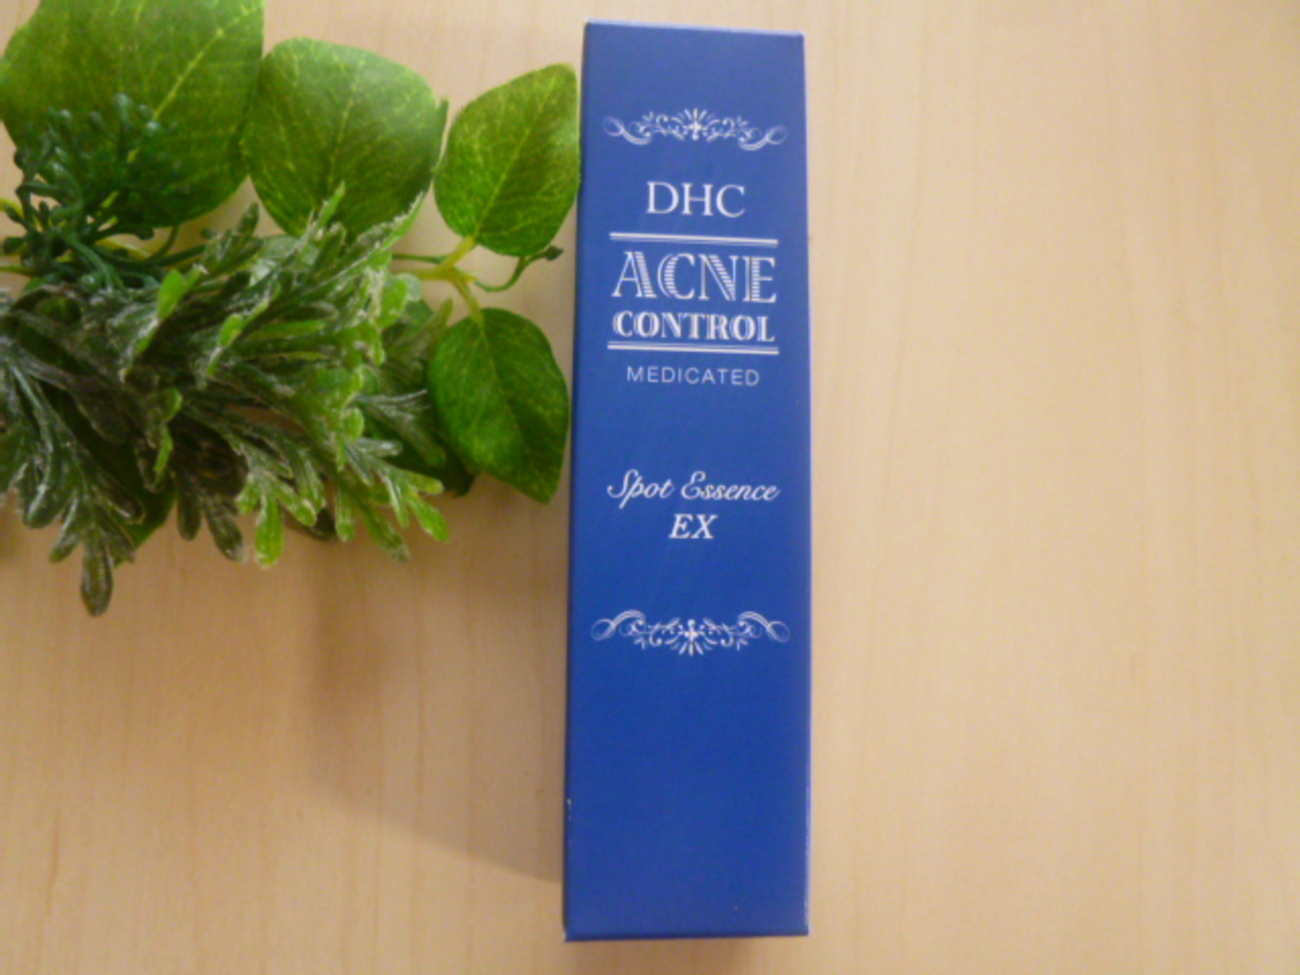 DHC
ACNE
CONTROL
MEDICATED
Spot Essence
EX